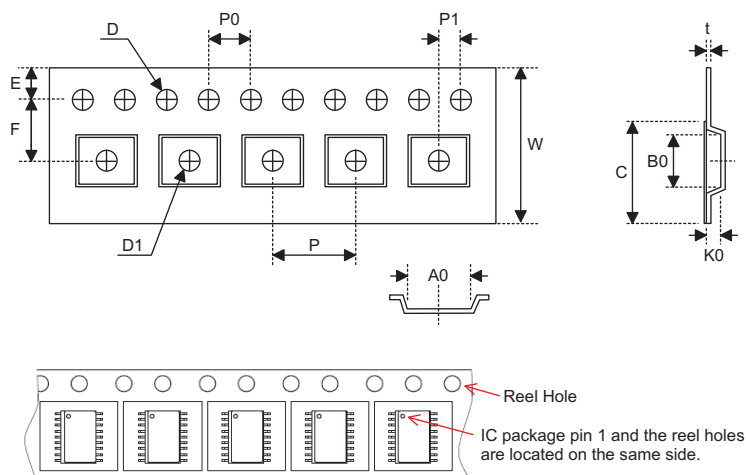 D
P0
P1
t
E
F
W
C
B0
D1
P
K0
A0
Reel Hole
IC package pin 1 and the reel holes
are located on the same side.